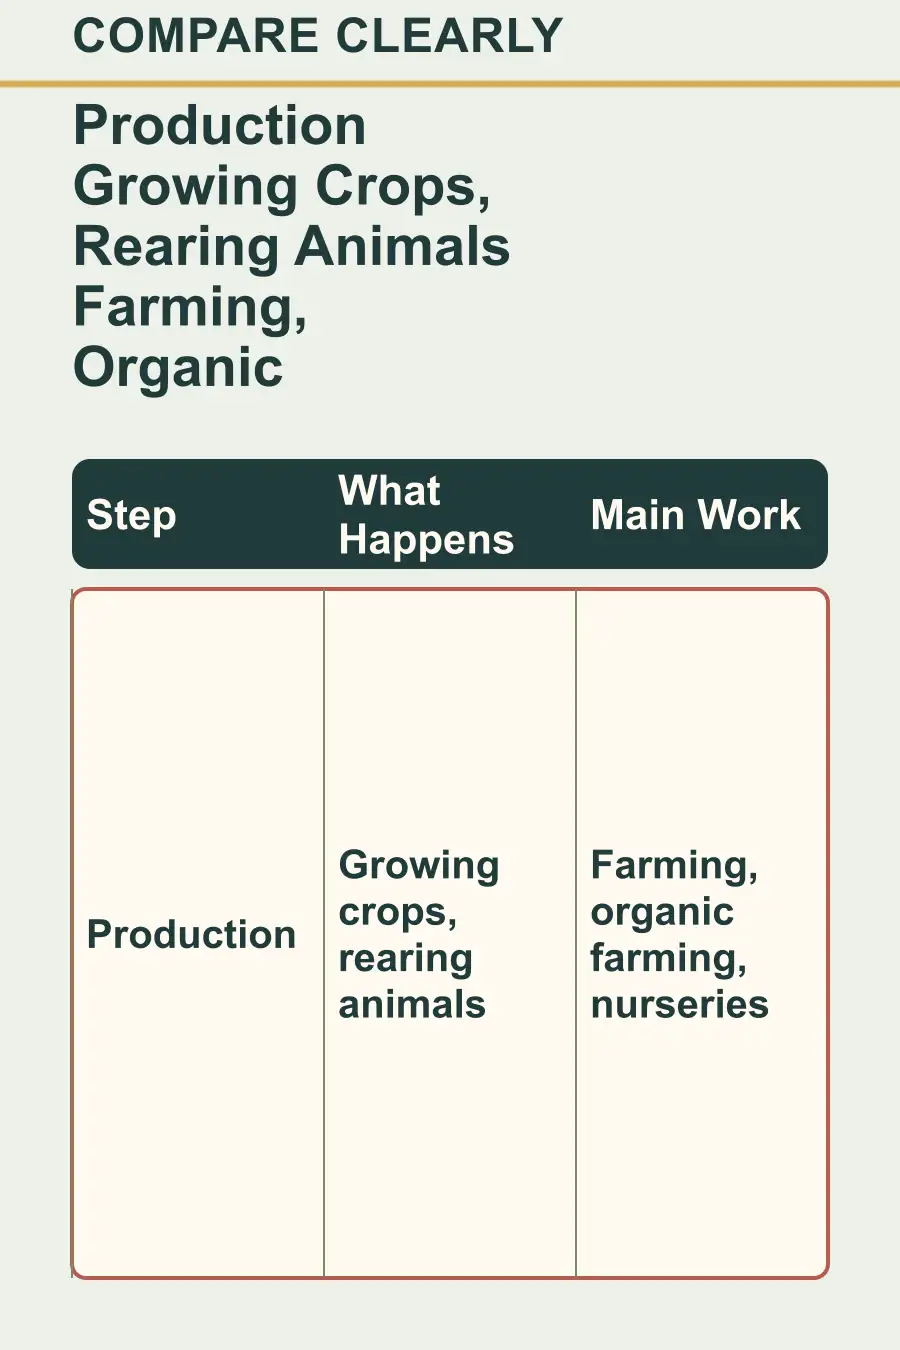 COMPARE CLEARLY
Production
Growing Crops,
Rearing Animals
Farming,
Organic
Step
What
Happens
Main Work
Production
Growing
crops,
rearing
animals
Farming,
organic
farming,
nurseries